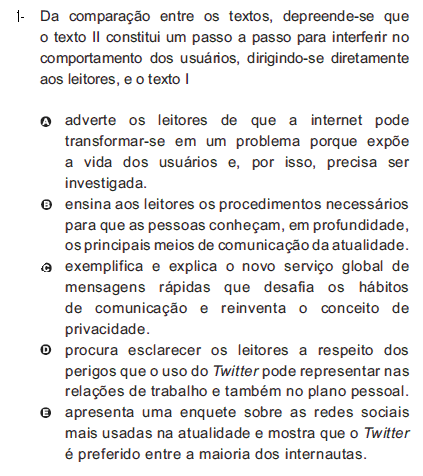 1- Da comparação entre os textos, depreende-se que
o texto II constitui um passo a passo para interferir no
comportamento dos usuários, dirigindo-se diretamente
aos leitores, e o texto I
A adverte os leitores de que a internet pode
transformar-se em um problema porque expõe
a vida dos usuários e, por isso, precisa ser
investigada.
B ensina aos leitores os procedimentos necessários
para que as pessoas conheçam, em profundidade,
os principais meios de comunicação da atualidade.
C exemplifica e explica o novo serviço global de
mensagens rápidas que desafia os hábitos
de comunicação e reinventa o conceito de
privacidade.
D procura esclarecer os leitores a respeito dos
perigos que o uso do Twitter pode representar nas
relações de trabalho e também no plano pessoal.
E apresenta uma enquete sobre as redes sociais
mais usadas na atualidade e mostra que o Twitter
é preferido entre a maioria dos internautas.